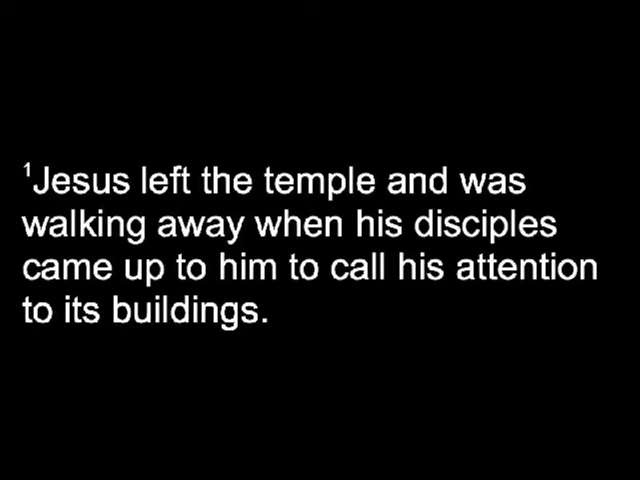 ¹Jesus left the temple and was
walking away when his disciples
came up to him to call his attention
to its buildings.